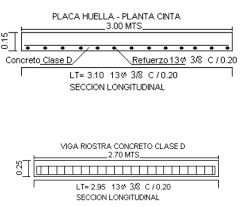 PLACA HUELLA - PLANTA CINTA
3.00 MTS.
0.15
Concreto Clase D
Refuerzo 13Φ 3/8 C / 0.20
LT= 3.10 13Φ 3/8 C / 0.20
SECCION LONGITUDINAL
VIGA RIOSTRA CONCRETO CLASE D
2.70 MTS.
0.25
LT= 2.95 13Φ 3/8 C / 0.20
SECCION LONGITUDINAL